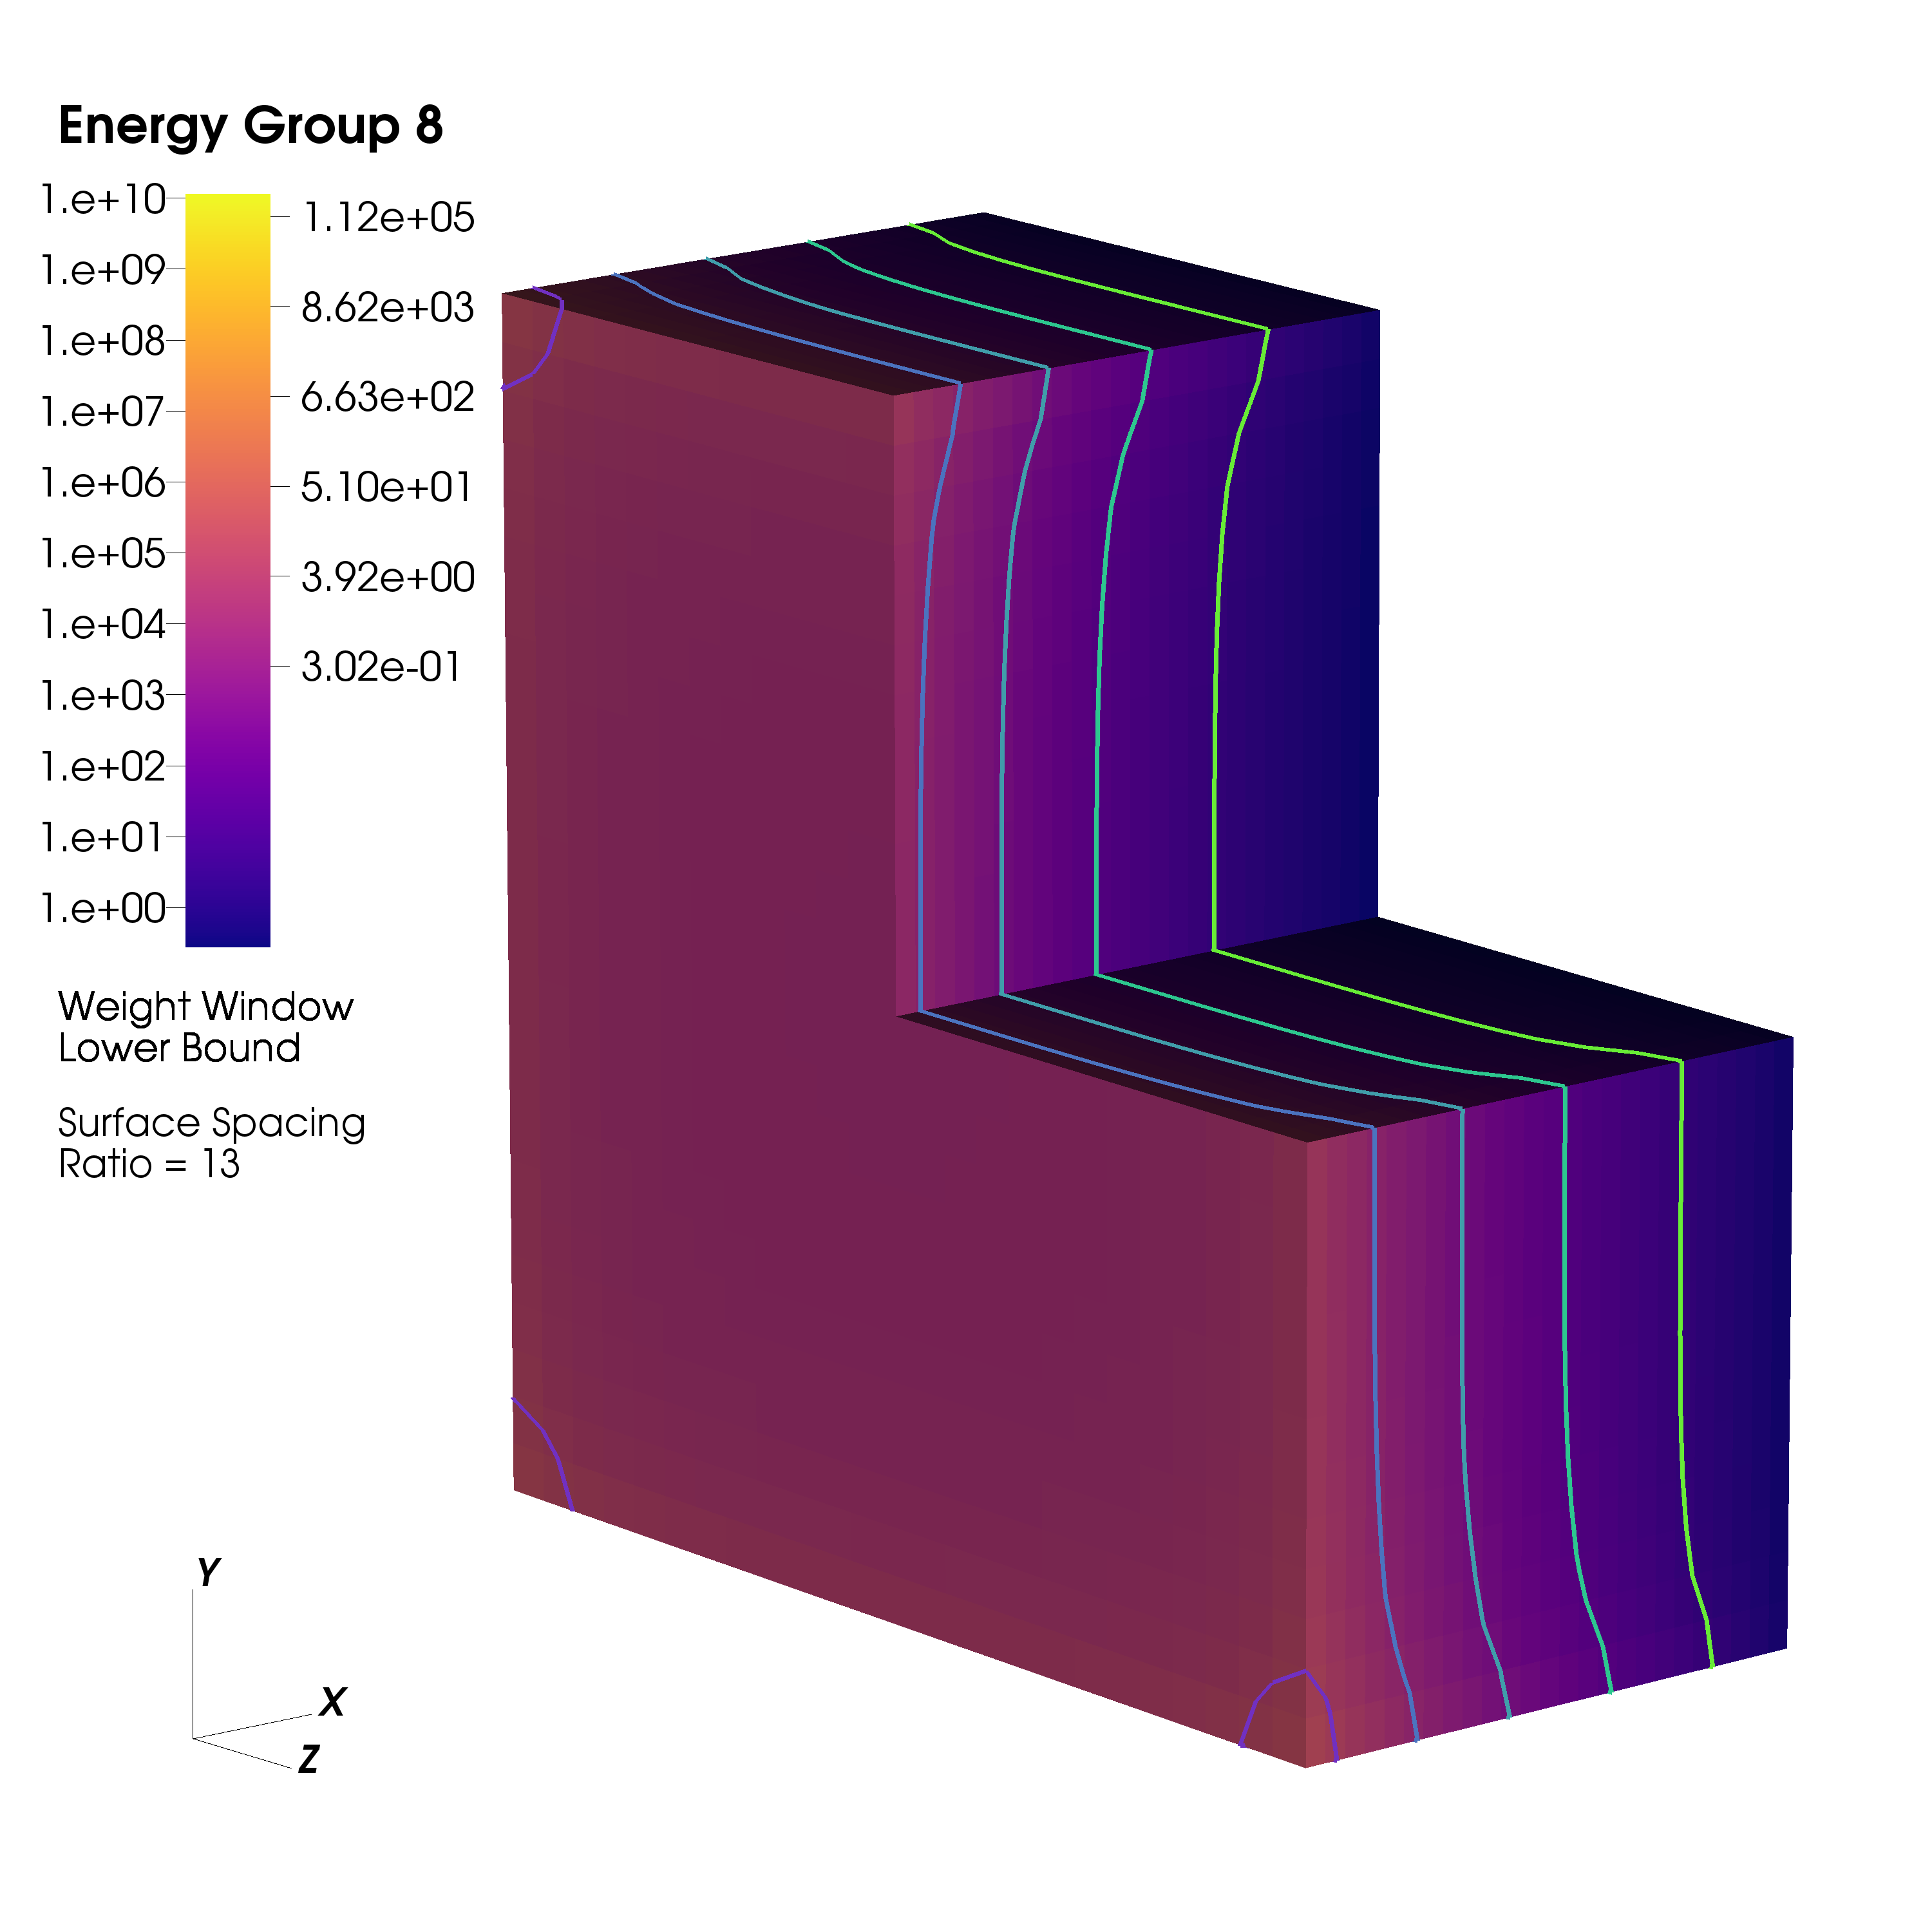 Energy Group 8
1.e+10
1.e+09
1.e+08
1.e+07
1.e+06
1.e+05
1.e+04
1.e+03
1.e+02
1.e+01
1.e+00
1.12e+05
8.62e+03
6.63e+02
5.10e+01
3.92e+00
3.02e-01
Weight Window
Lower Bound
Surface Spacing
Ratio = 13
Y
X
Z